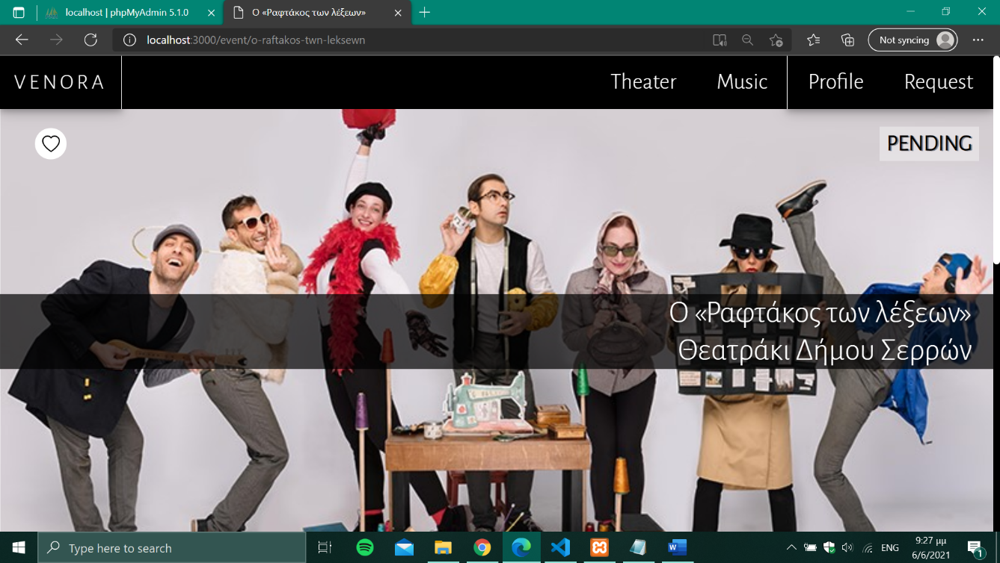 localhost | phpMyAdmin 5.1.0
Ο «Ραφτάκος των λέξεων»
localhost:3000/event/o-raftakos-twn-leksewn
Not syncing
VENORA
Theater
Music
Profile
Request
PENDING
Ο «Ραφτάκος των λέξεων»
Θεατράκι Δήμου Σερρών
Type here to search
ENG
9:27 μμ
6/6/2021
1